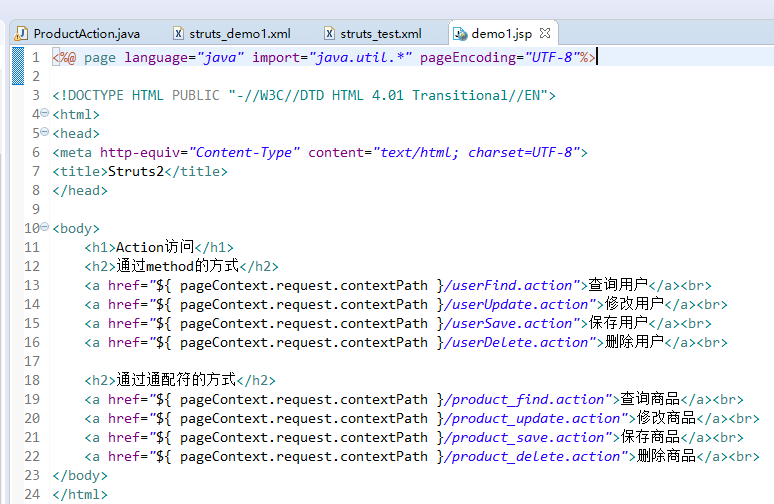 ProductAction.java struts_demo1.xml struts_test.xml demo1.jsp
1 <%@ page language="java" import="java.util.*" pageEncoding="UTF-8"%>
2
3 <!DOCTYPE HTML PUBLIC "-//W3C//DTD HTML 4.01 Transitional//EN">
4 <html>
5 <head>
6 <meta http-equiv="Content-Type" content="text/html; charset=UTF-8">
7 <title>Struts2</title>
8 </head>
9
10 <body>
11     <h1>Action访问</h1>
12     <h2>通过method的方式</h2>
13     <a href="${ pageContext.request.contextPath }/userFind.action">查询用户</a><br>
14     <a href="${ pageContext.request.contextPath }/userUpdate.action">修改用户</a><br>
15     <a href="${ pageContext.request.contextPath }/userSave.action">保存用户</a><br>
16     <a href="${ pageContext.request.contextPath }/userDelete.action">删除用户</a><br>
17
18     <h2>通过通配符的方式</h2>
19     <a href="${ pageContext.request.contextPath }/product_find.action">查询商品</a><br>
20     <a href="${ pageContext.request.contextPath }/product_update.action">修改商品</a><br>
21     <a href="${ pageContext.request.contextPath }/product_save.action">保存商品</a><br>
22     <a href="${ pageContext.request.contextPath }/product_delete.action">删除商品</a><br>
23 </body>
24 </html>